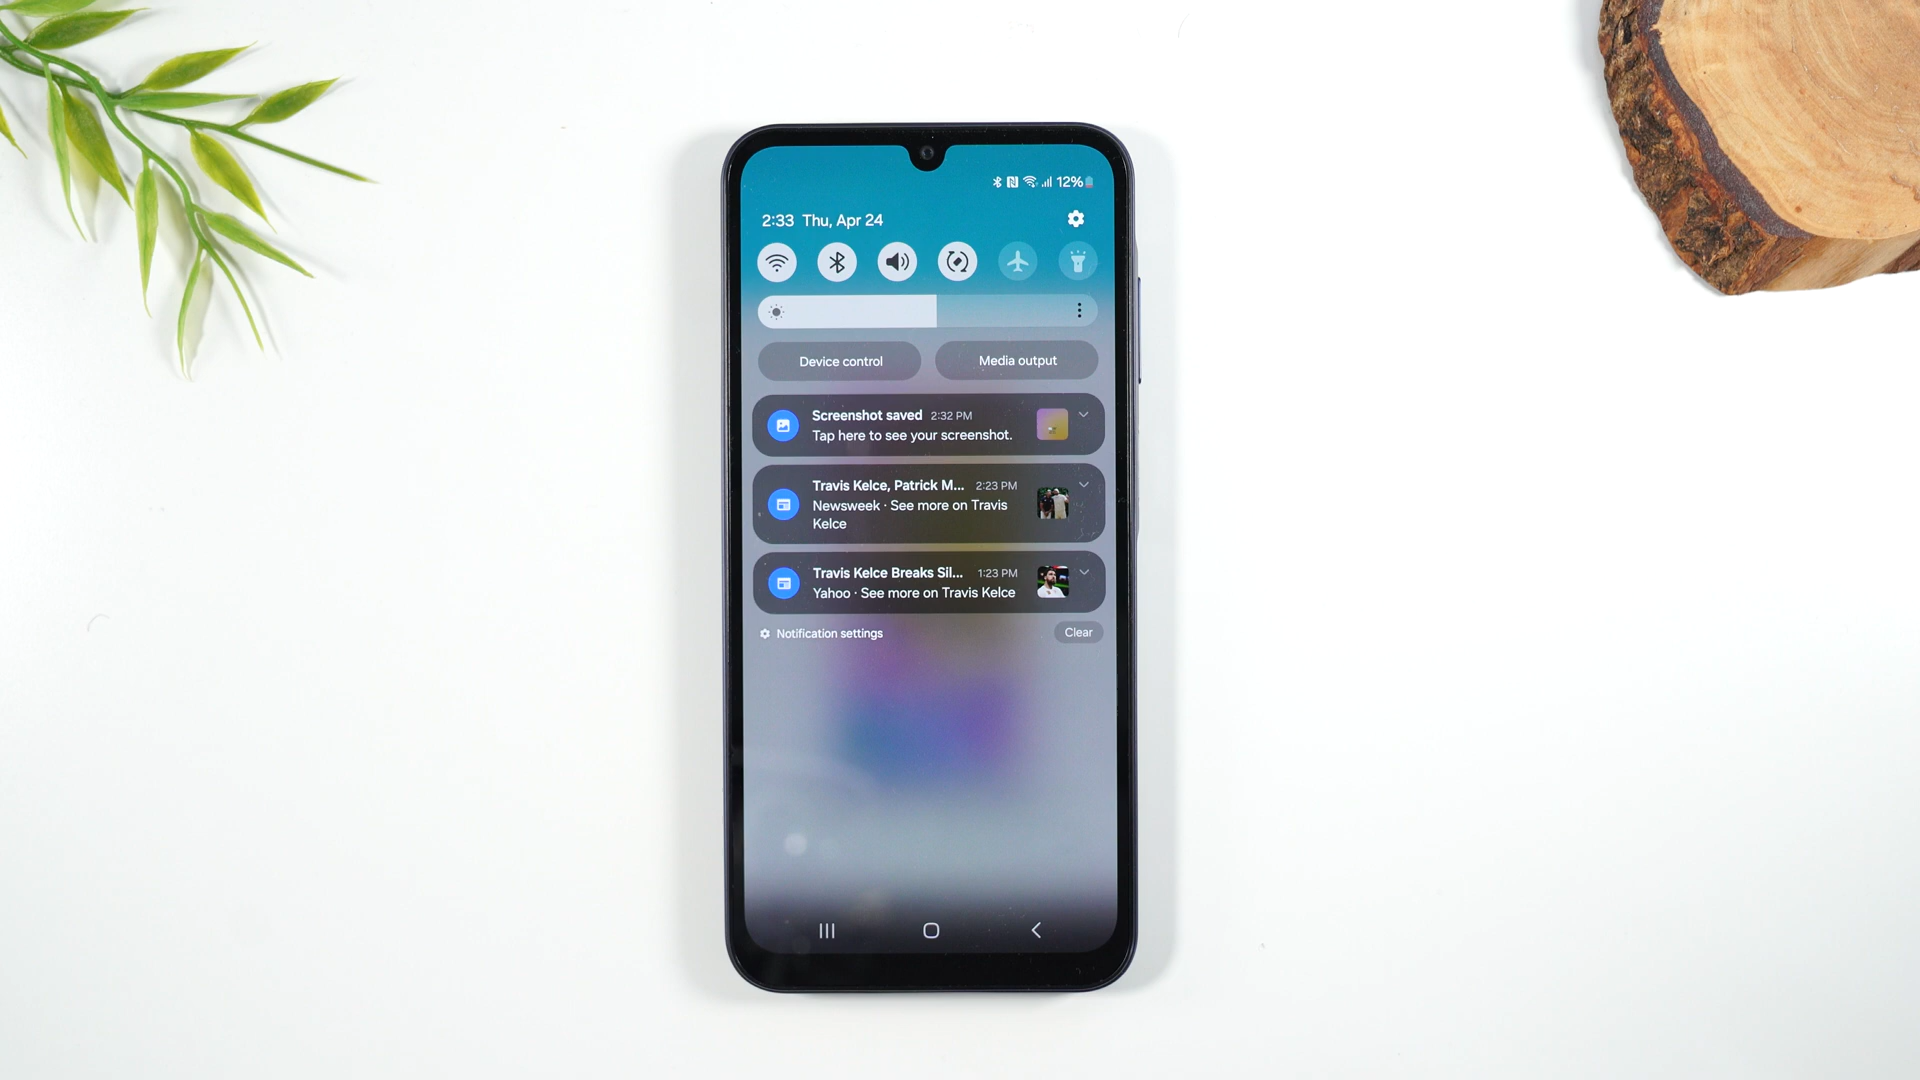 12%
2:33 Thu, Apr 24
Device control
Media output
Screenshot saved 2:32 PM
Tap here to see your screenshot.
Travis Kelce, Patrick M... 2:23 PM
Newsweek · See more on Travis
Kelce
Travis Kelce Breaks Sil... 1:23 PM
Yahoo · See more on Travis Kelce
Notification settings
Clear